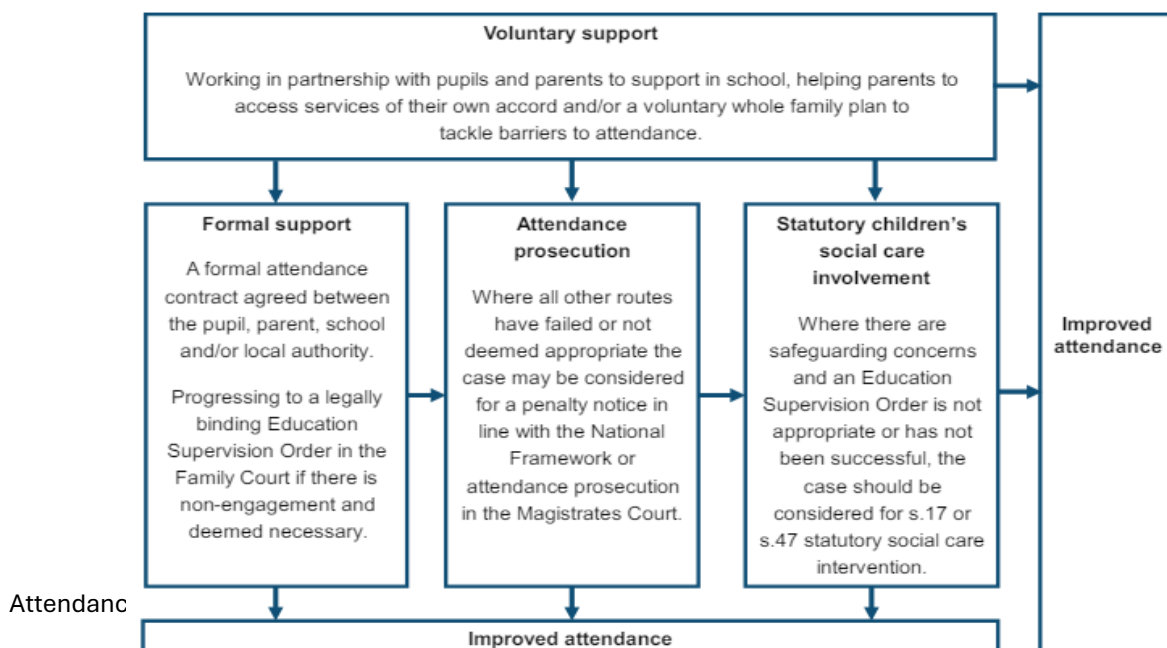 Voluntary support
Working in partnership with pupils and parents to support in school, helping parents to
access services of their own accord and/or a voluntary whole family plan to
tackle barriers to attendance.
Formal support
A formal attendance
contract agreed between
the pupil, parent, school
and/or local authority.
Progressing to a legally
binding Education
Supervision Order in the
Family Court if there is
non-engagement and
deemed necessary.
Attendance
prosecution
Where all other routes
have failed or not
deemed appropriate the
case may be considered
for a penalty notice in
line with the National
Framework or
attendance prosecution
in the Magistrates Court.
Statutory children's
social care
involvement
Where there are
safeguarding concerns
and an Education
Supervision Order is not
appropriate or has not
been successful, the
case should be
considered for s.17 or
s.47 statutory social care
intervention.
Improved
attendance
Attendanc
Improved attendance